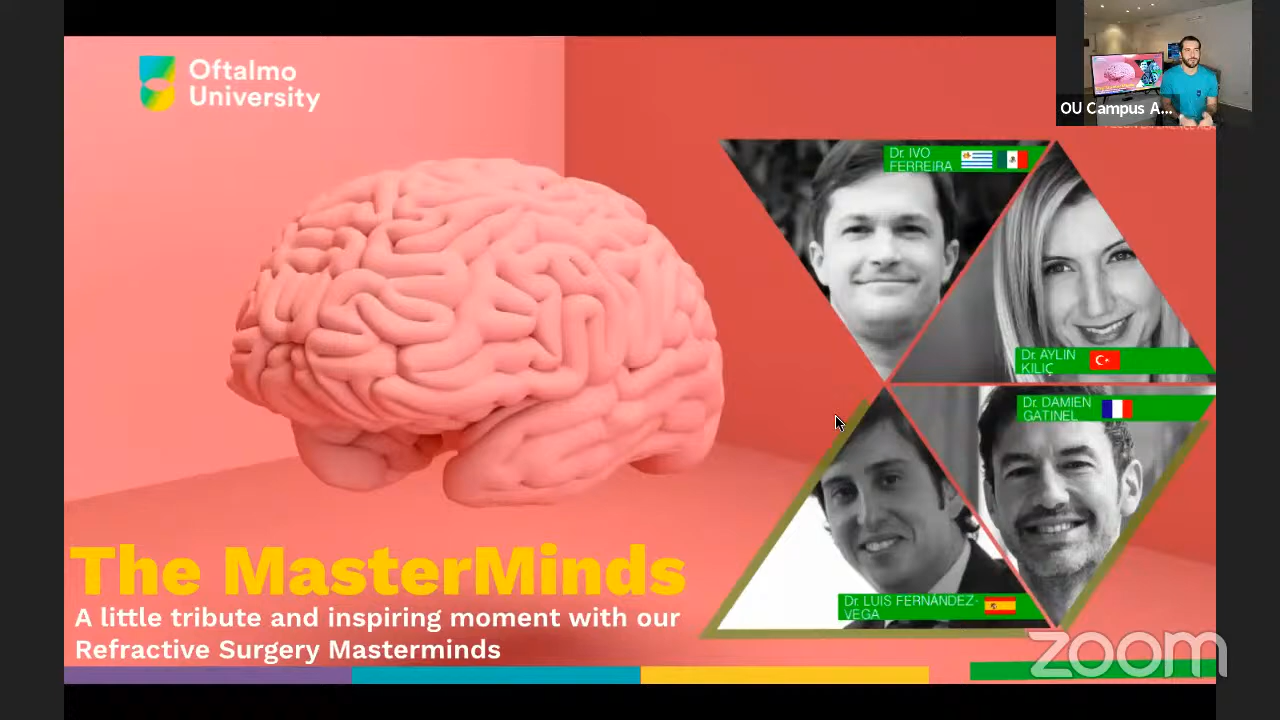 Oftalmo
University
OU Campus A...
Dr. IVO
FERREIRA
Dr. AYLIN
KILIÇ
Dr. DAMIEN
GATINEL
Dr. LUIS FERNÁNDEZ-
VEGA
The MasterMinds
A little tribute and inspiring moment with our
Refractive Surgery Masterminds
zoom